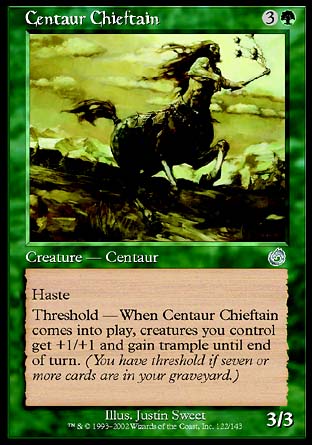 Centaur Chieftain 3
Creature — Centaur
Haste
Threshold — When Centaur Chieftain
comes into play, creatures you control
get +1/+1 and gain trample until end
of turn. (You have threshold if seven or
more cards are in your graveyard.)
Illus. Justin Sweet
™ & © 1993-2002 Wizards of the Coast, Inc. 122/143
3/3